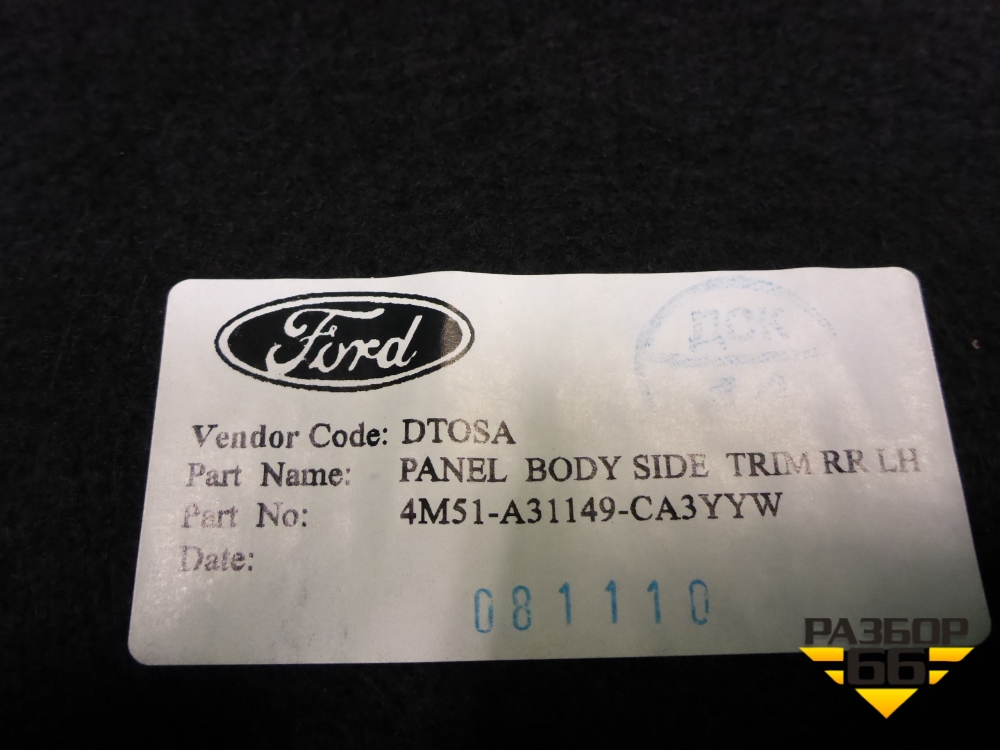 Ford
ДСК
Vendor Code: DTOSA
Part Name: PANEL BODY SIDE TRIM RR LH
Part No: 4M51-A31149-CA3YYW
Date:
081110
РАЗБОР
66